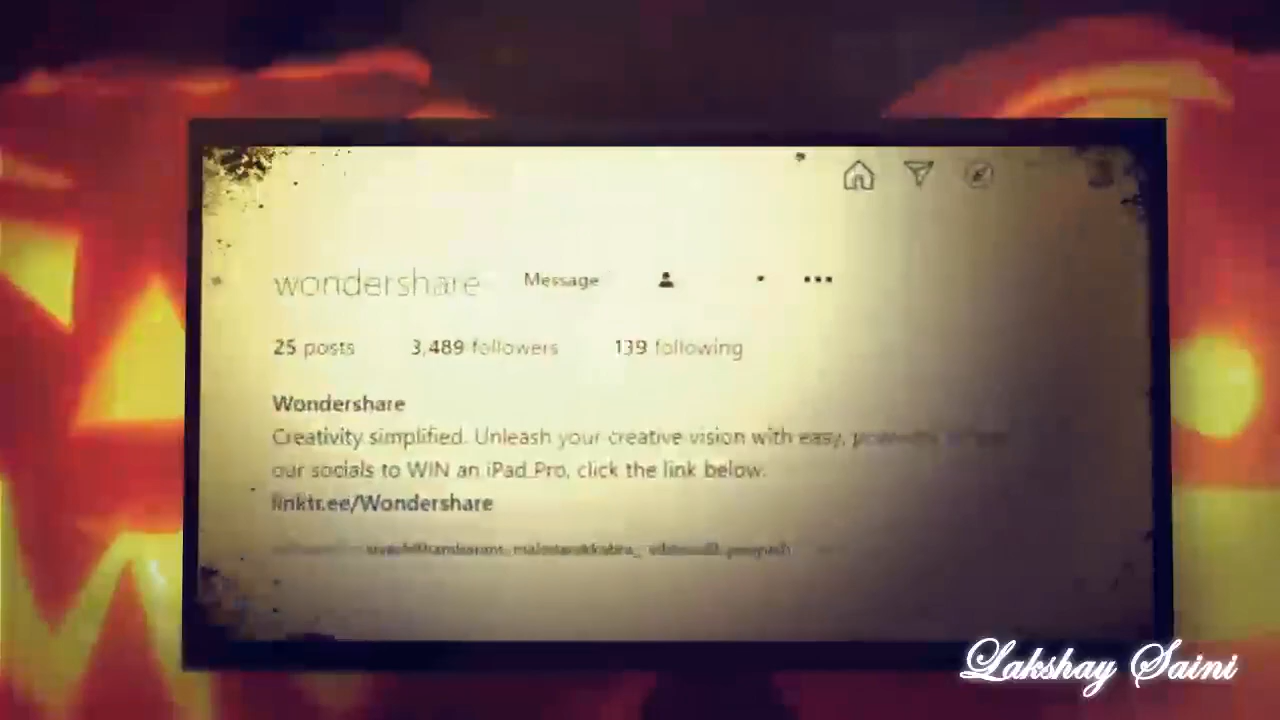 wondershare Message
25 posts 3,489 followers 139 following
Wondershare
Creativity simplified. Unleash your creative vision with easy,
our socials to WIN an iPad Pro, click the link below.
linktr.ee/Wondershare
Lakshay Saini